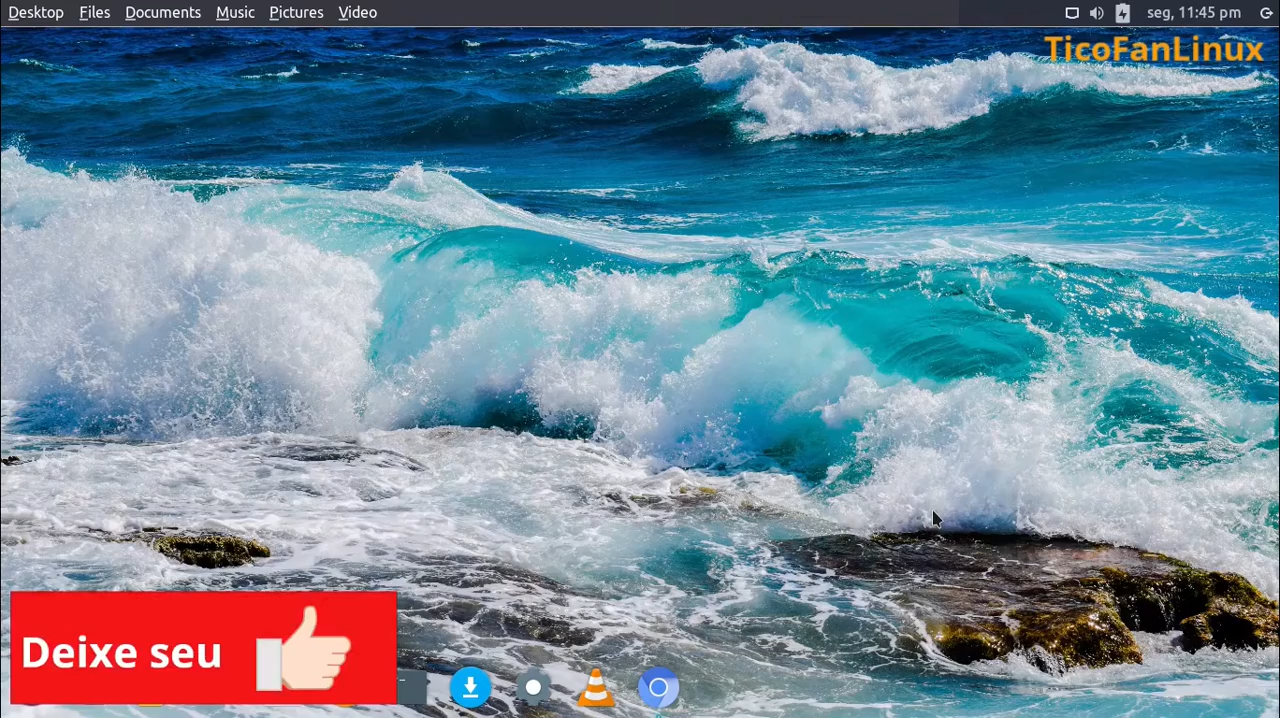 Desktop Files Documents Music Pictures Video seg, 11:45 pm
TicoFanLinux
Deixe seu